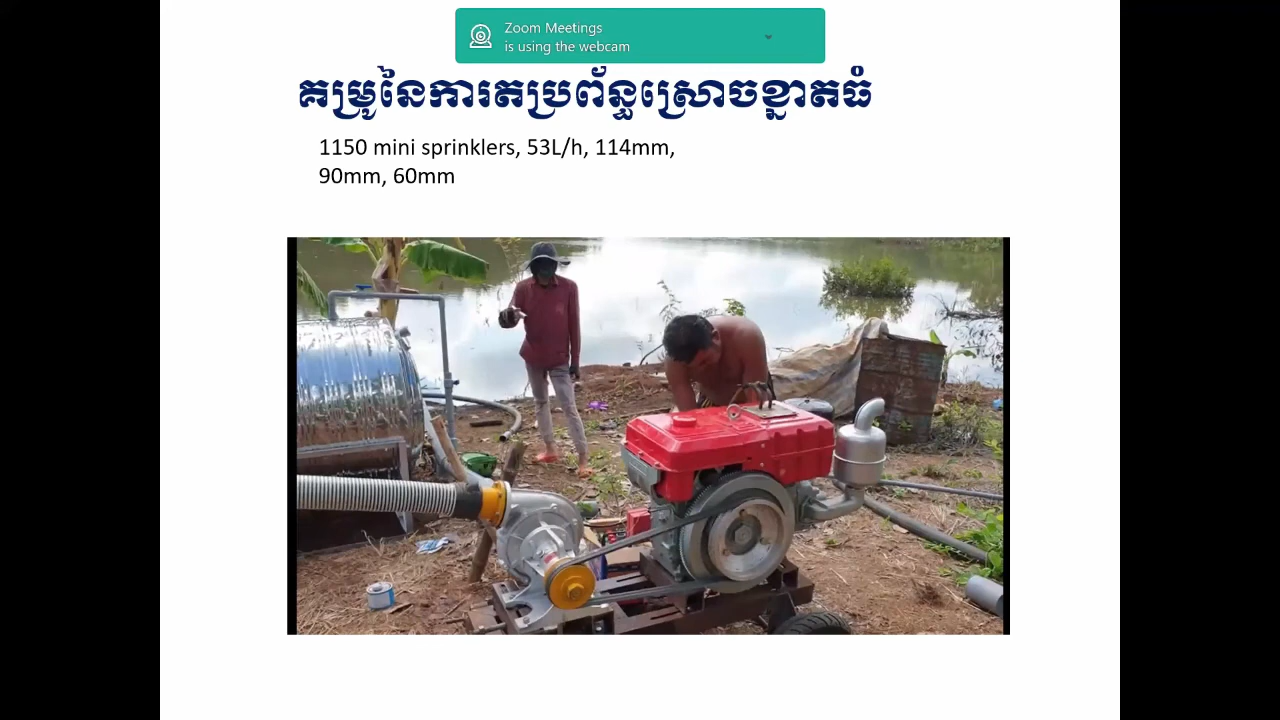 Zoom Meetings
is using the webcam
គម្រូនៃការតប្រព័ន្ធស្រោចខ្នាតធំ
1150 mini sprinklers, 53L/h, 114mm,
90mm, 60mm